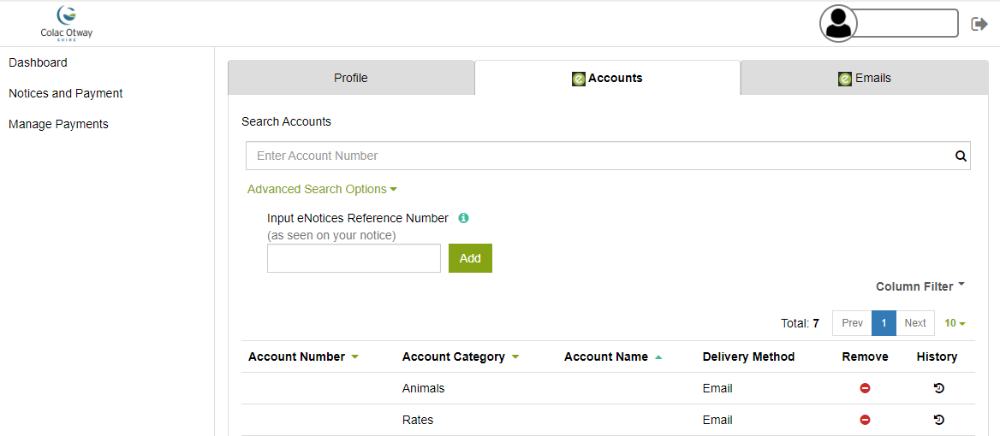 Colac Otway
SHIRE
Dashboard
Notices and Payment
Manage Payments
Profile
e Accounts
e Emails
Search Accounts
Enter Account Number
Advanced Search Options
Input eNotices Reference Number i
(as seen on your notice)
Add
Column Filter
Total: 7 Prev 1 Next 10
Account Number Account Category Account Name Delivery Method Remove History
Animals Email
Rates Email